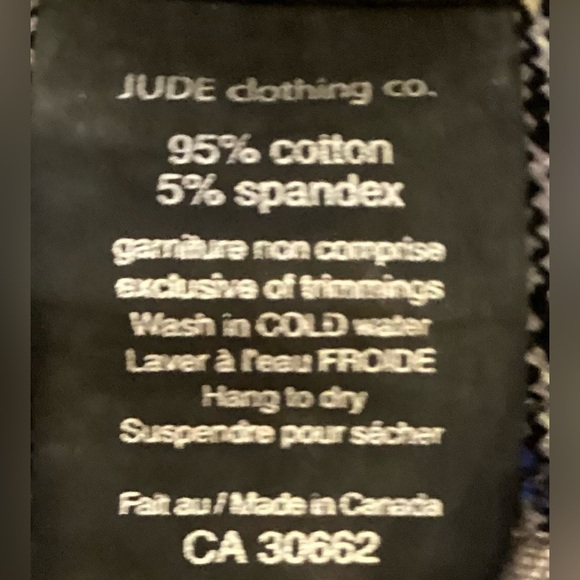 JUDE clothing co.
95% cotton
5% spandex
garniture non comprise
exclusive of trimmings
Wash in COLD water
Laver à l'eau FROIDE
Hang to dry
Suspendre pour sécher
Fait au / Made in Canada
CA 30662